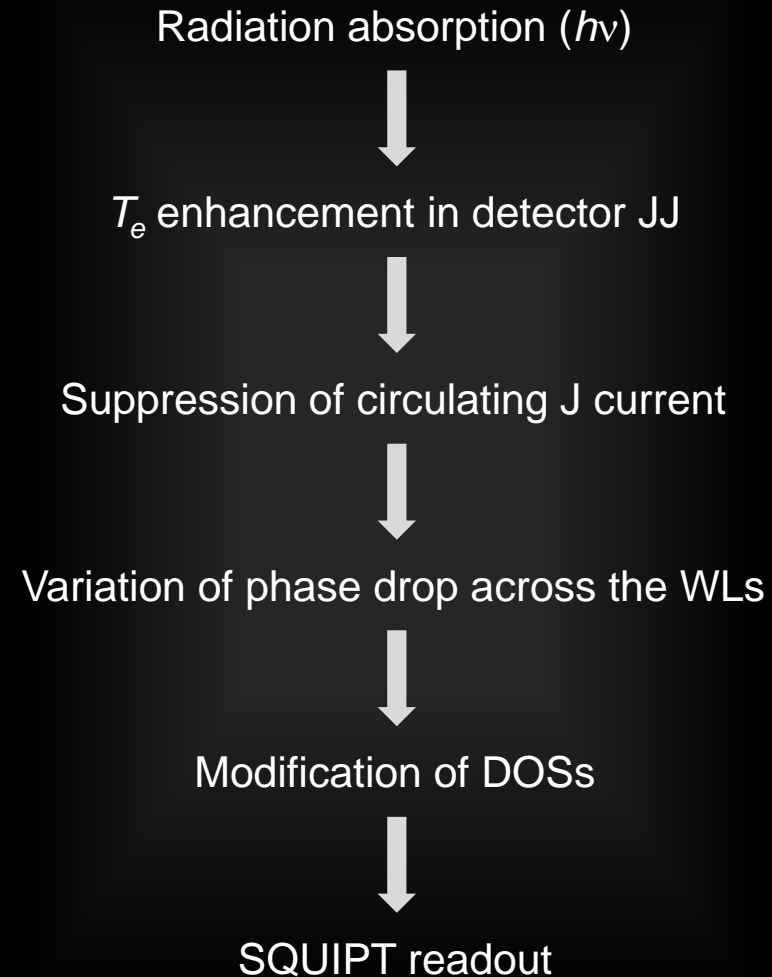 Radiation absorption (hν)
Te enhancement in detector JJ
Suppression of circulating J current
Variation of phase drop across the WLs
Modification of DOSs
SQUIPT readout